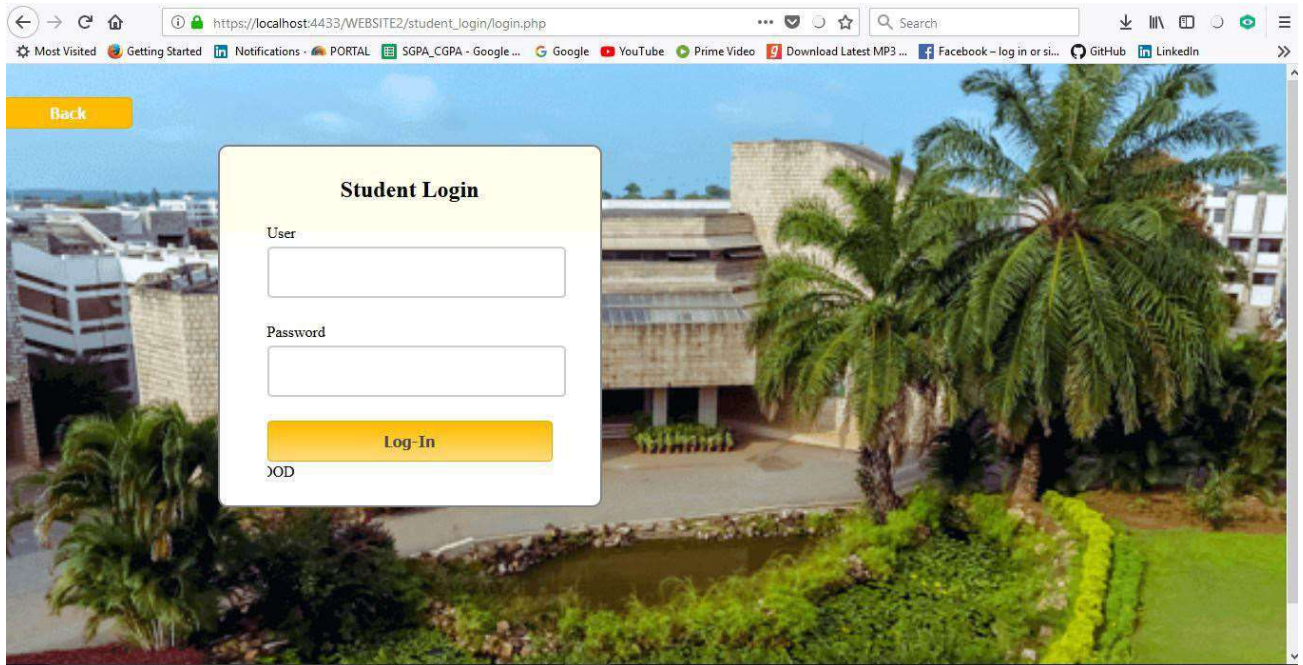 https://localhost:4433/WEBSITE2/student_login/login.php
Search
Most Visited Getting Started Notifications - PORTAL SGPA_CGPA - Google ... Google YouTube Prime Video Download Latest MP3 ... Facebook – log in or si... GitHub LinkedIn
Back
Student Login
User
Password
Log-In
OOD